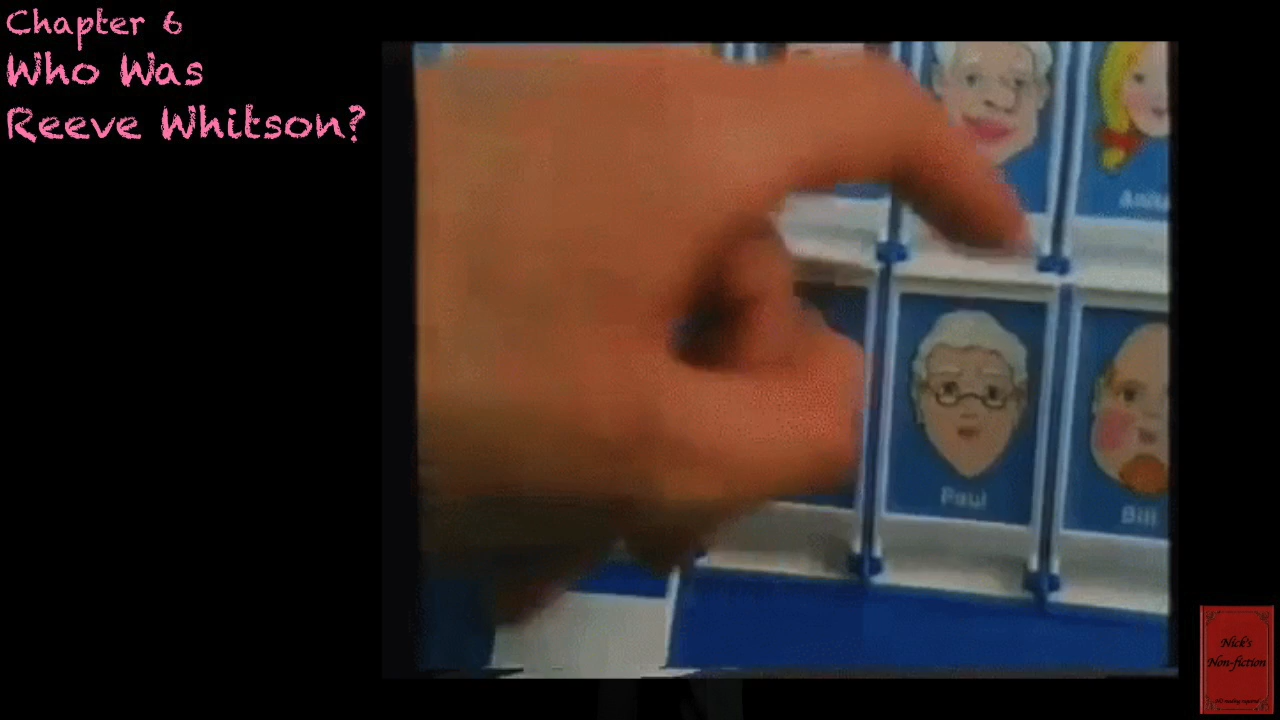 Chapter 6
Who Was
Reeve Whitson?
Paul
Bill
Nick's
Non-fiction